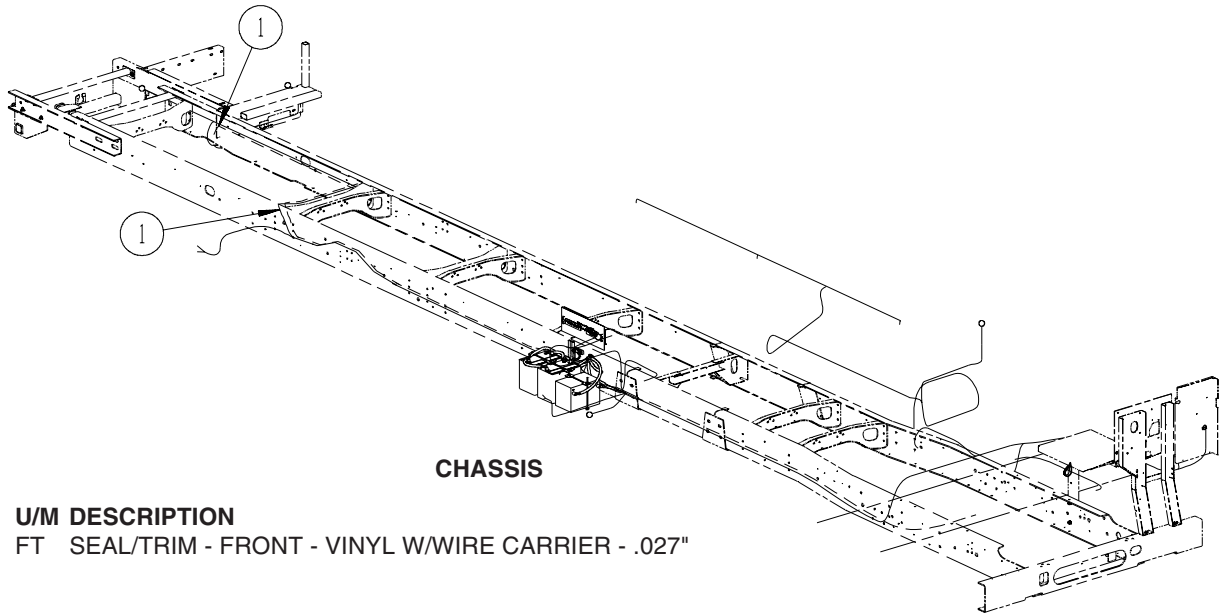 1
1
CHASSIS
U/M DESCRIPTION
FT SEAL/TRIM - FRONT - VINYL W/WIRE CARRIER - .027"